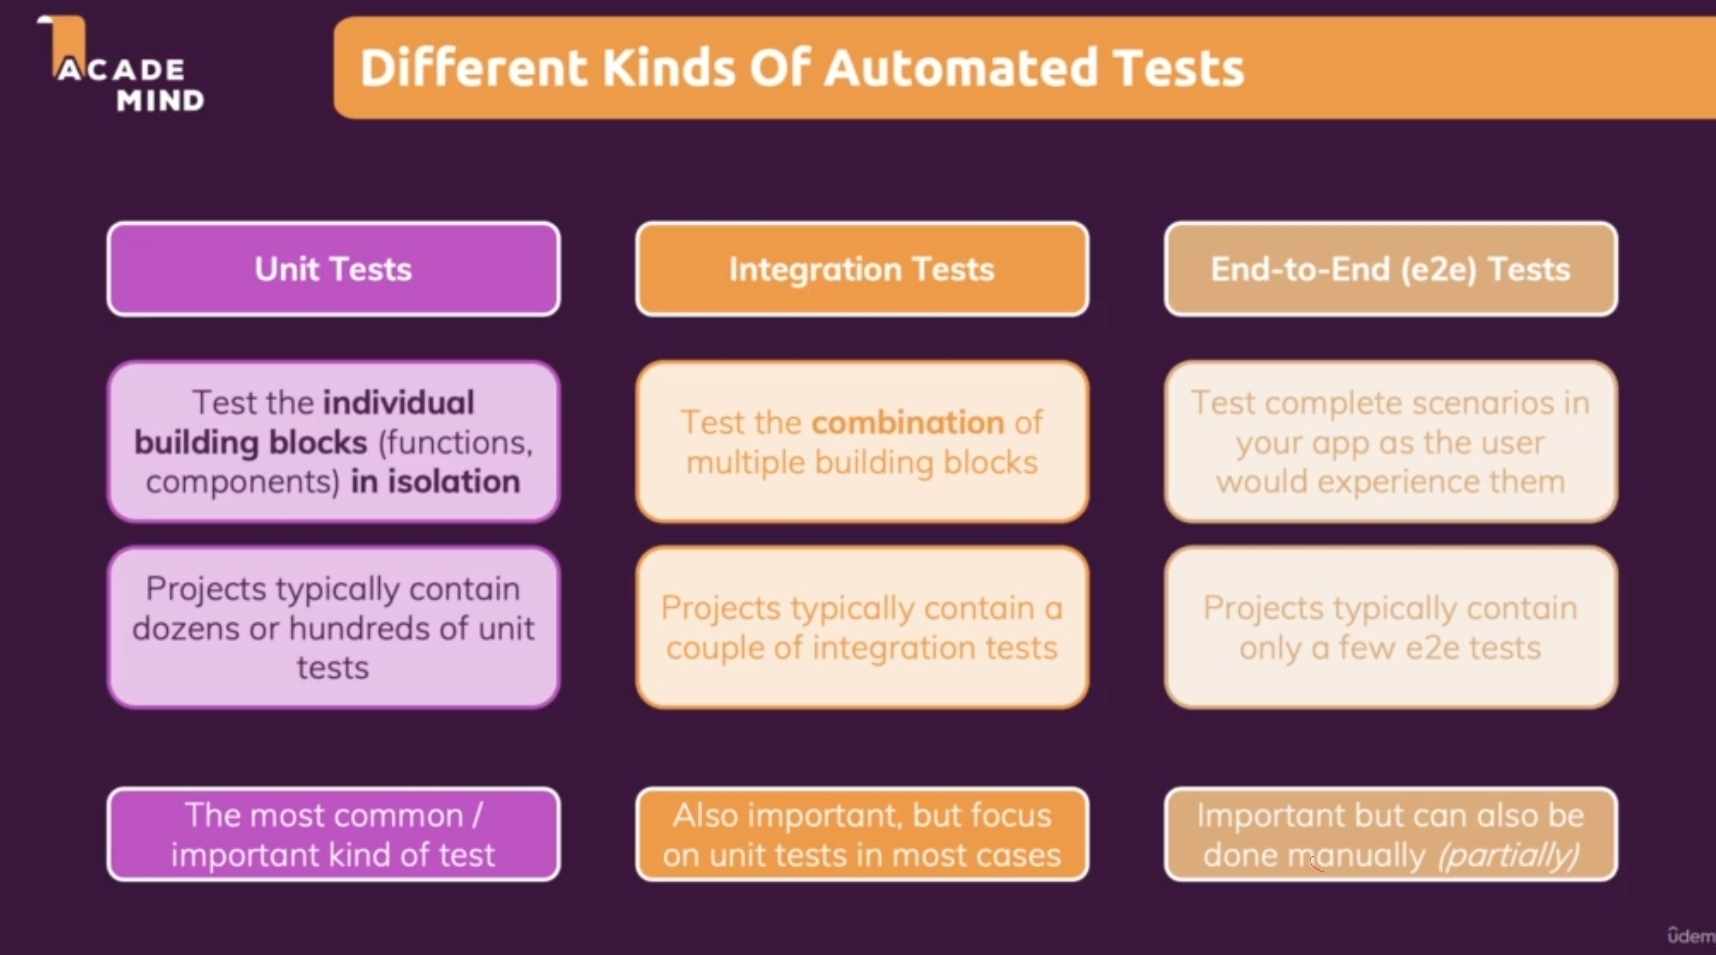 ACADE
MIND
Different Kinds Of Automated Tests
Unit Tests
Test the individual
building blocks (functions,
components) in isolation
Projects typically contain
dozens or hundreds of unit
tests
The most common /
important kind of test
Integration Tests
Test the combination of
multiple building blocks
Projects typically contain a
couple of integration tests
Also important, but focus
on unit tests in most cases
End-to-End (e2e) Tests
Test complete scenarios in
your app as the user
would experience them
Projects typically contain
only a few e2e tests
Important but can also be
done manually (partially)
ûdem